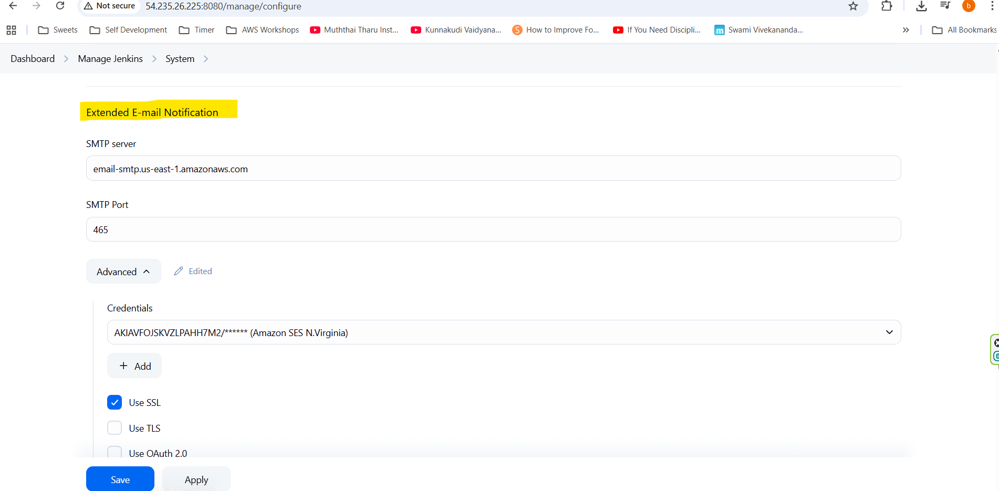 Not secure 54.235.26.225:8080/manage/configure b
Sweets Self Development Timer AWS Workshops Muththai Tharu Inst... Kunnakudi Vaidyana... S How to Improve Fo... If You Need Discipli... m Swami Vivekananda... » All Bookmarks
Dashboard > Manage Jenkins > System >
Extended E-mail Notification
SMTP server
email-smtp.us-east-1.amazonaws.com
SMTP Port
465
Advanced Edited
Credentials
AKIAVFOJSKVZLPAHH7M2/****** (Amazon SES N.Virginia)
+ Add
Use SSL
Use TLS
Use OAuth 2.0
Save Apply